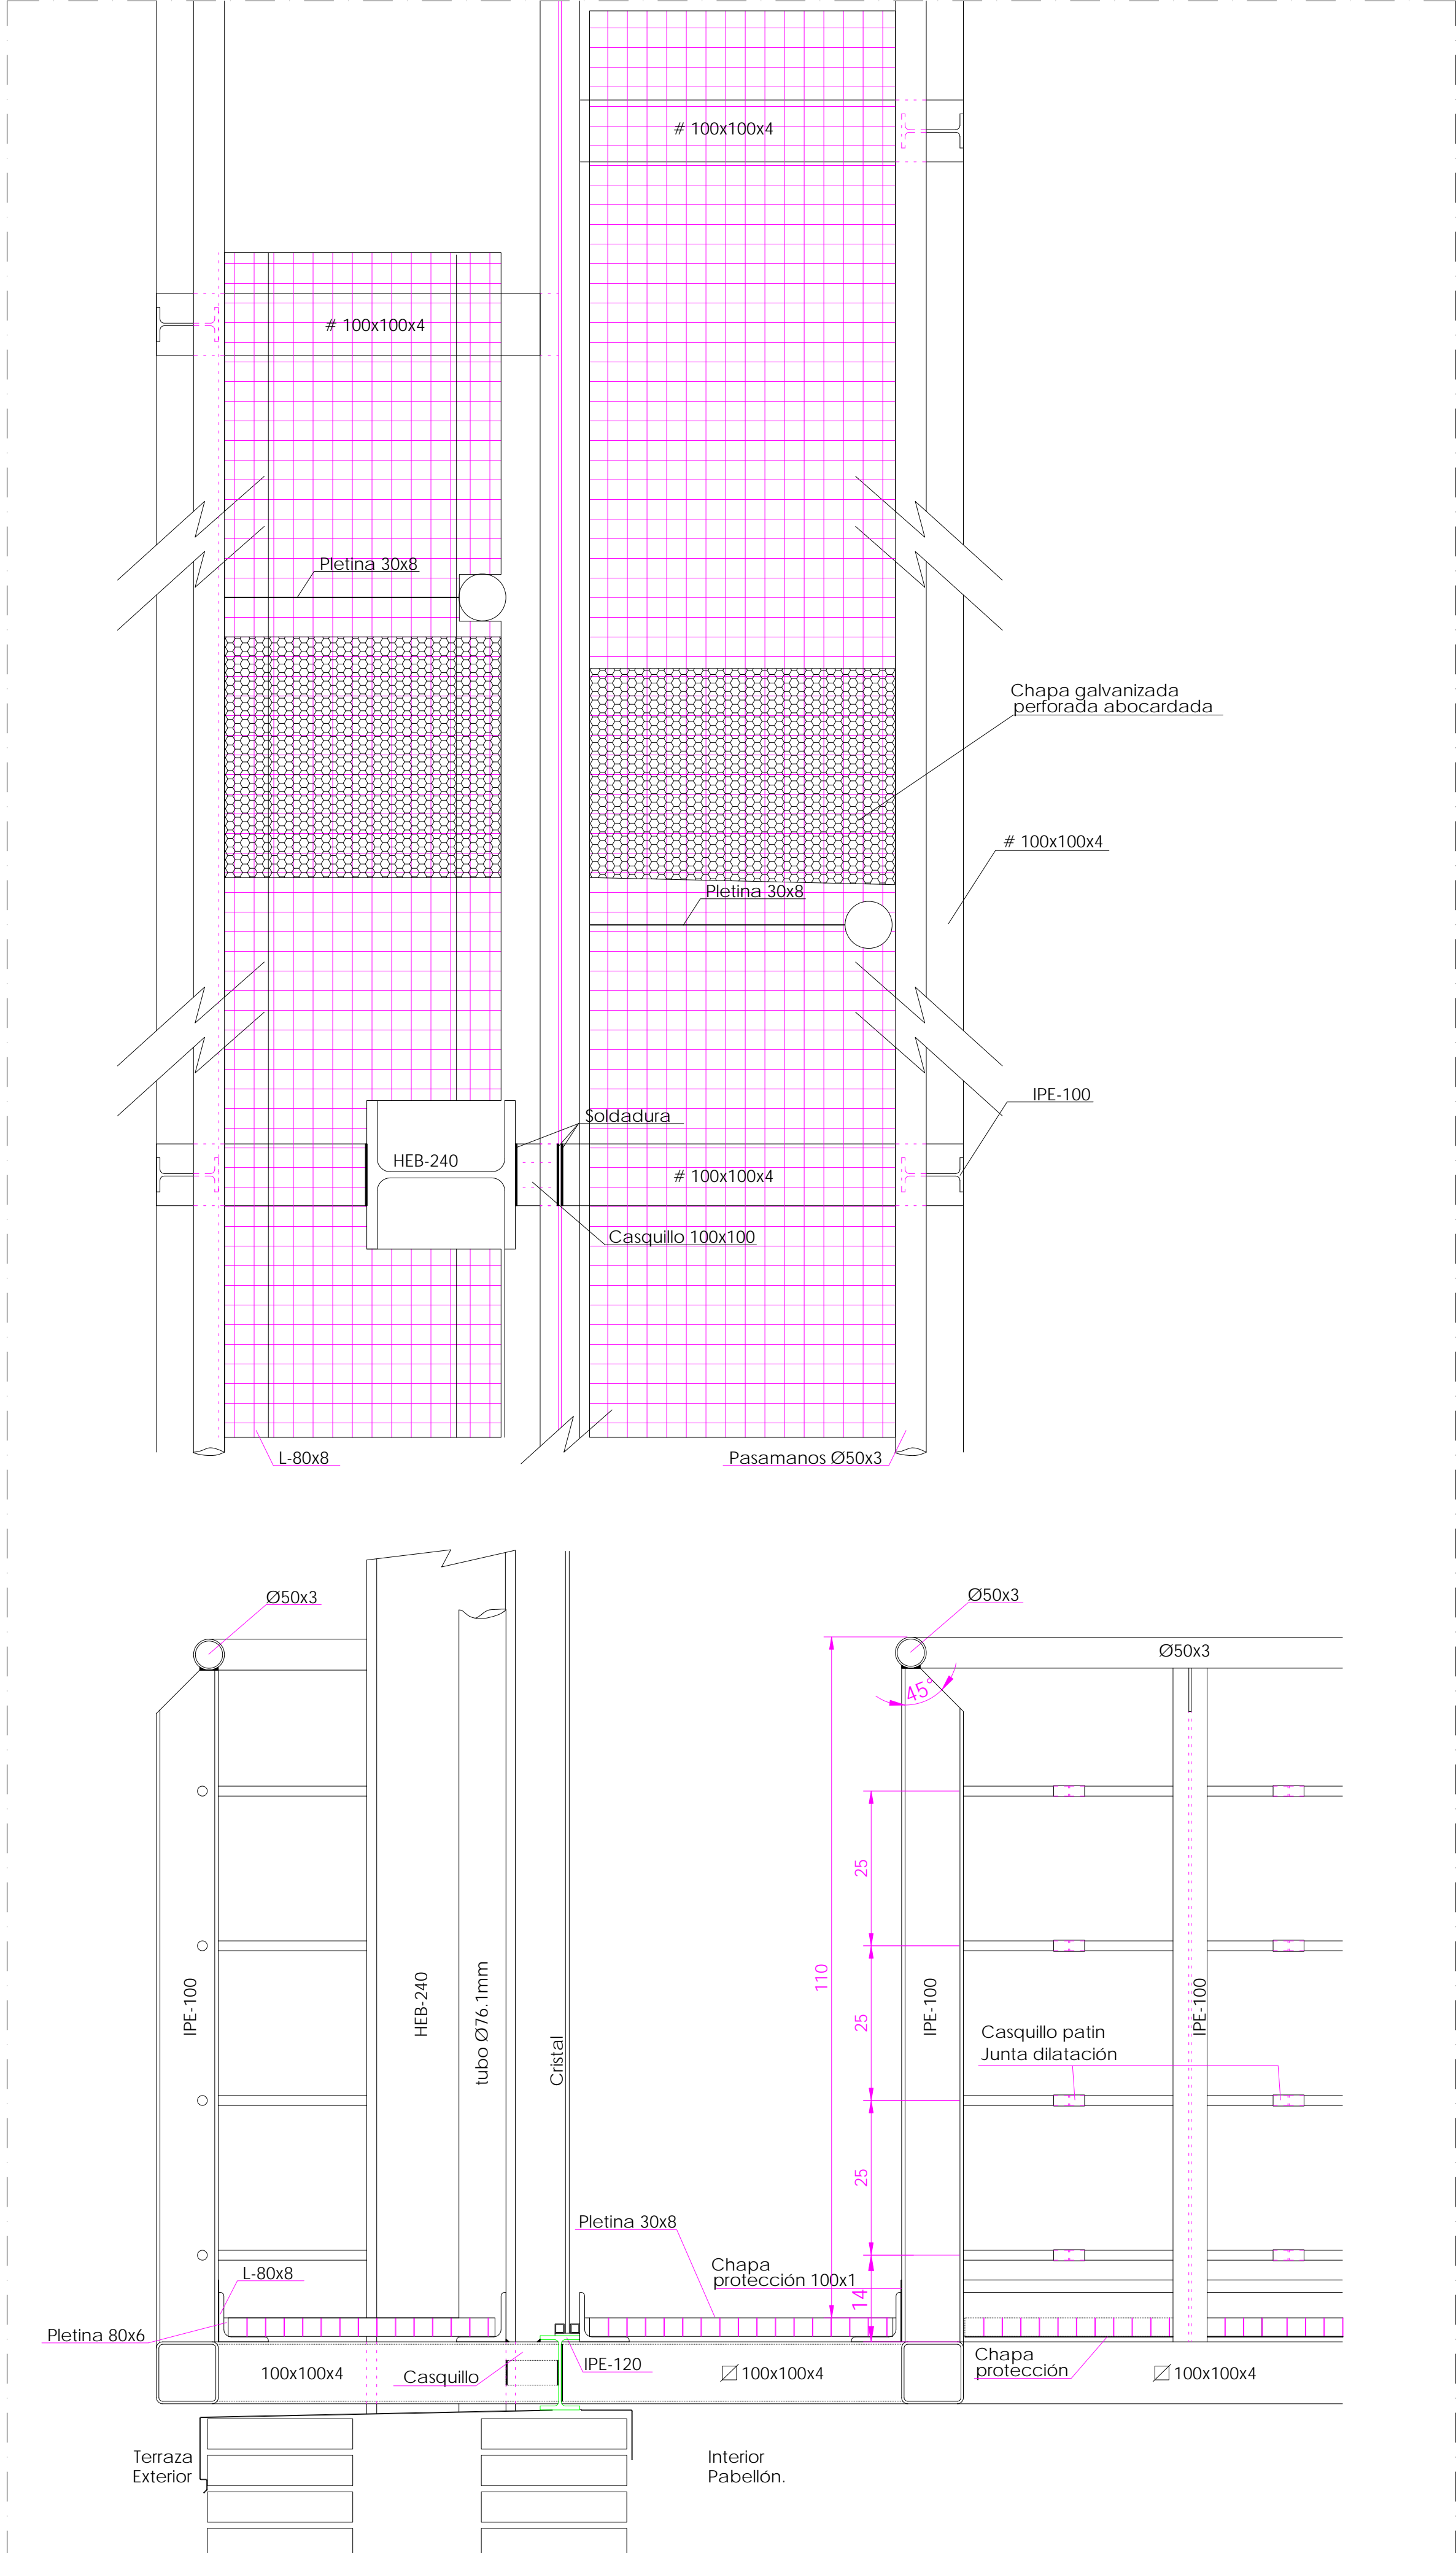 # 100x100x4
# 100x100x4
Pletina 30x8
Chapa galvanizada
perforada abocardada
# 100x100x4
Pletina 30x8
IPE-100
Soldadura
HEB-240
# 100x100x4
Casquillo 100x100
L-80x8
Pasamanos Ø50x3
Ø50x3
Ø50x3
Ø50x3
45°
25
110
25
25
14
IPE-100
HEB-240
tubo Ø76.1mm
Cristal
IPE-100
IPE-100
Casquillo patin
Junta dilatación
Pletina 30x8
Chapa
protección 100x1
L-80x8
Pletina 80x6
100x100x4
Casquillo
IPE-120
100x100x4
Chapa
protección
100x100x4
Terraza
Exterior
Interior
Pabellón.